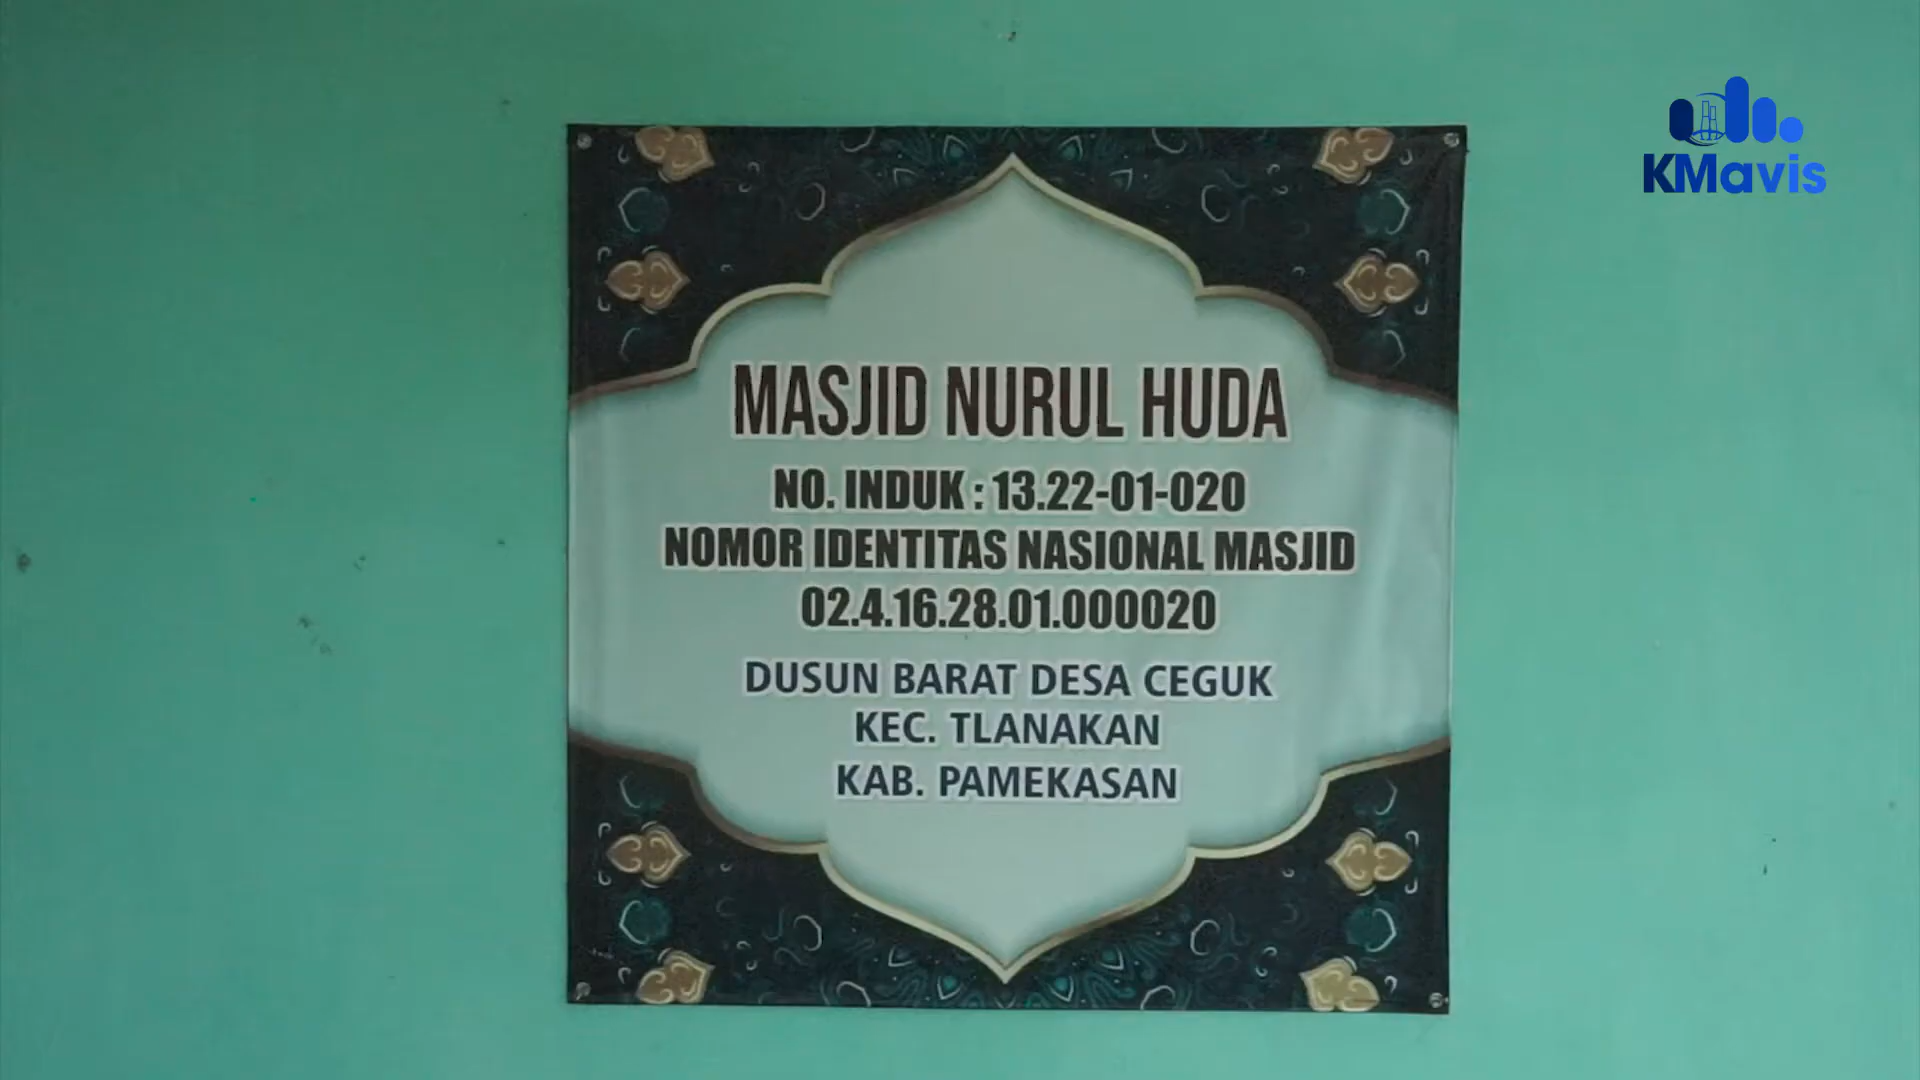 KMavis
MASJID NURUL HUDA
NO. INDUK : 13.22-01-020
NOMOR IDENTITAS NASIONAL MASJID
02.4.16.28.01.000020
DUSUN BARAT DESA CEGUK
KEC. TLANAKAN
KAB. PAMEKASAN